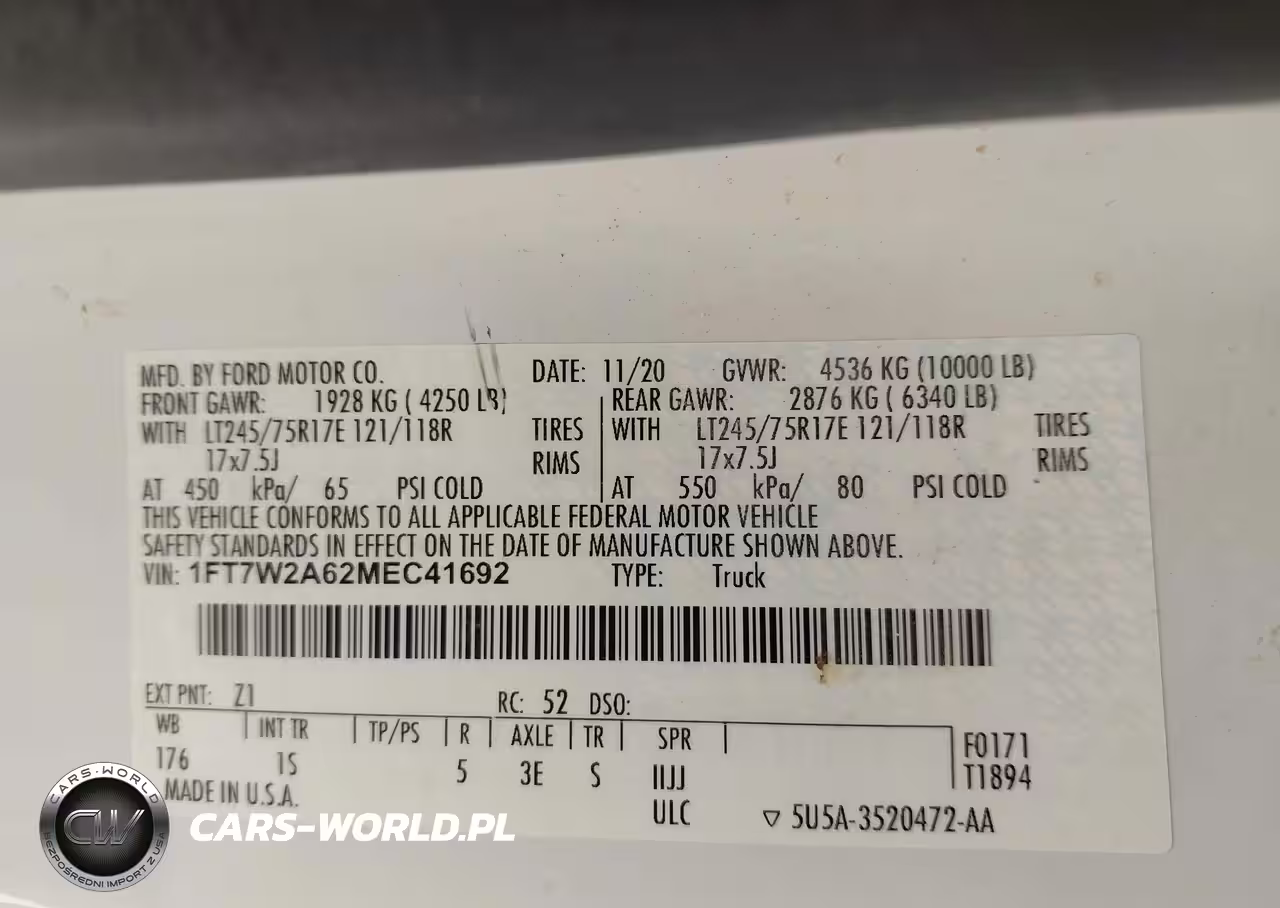 MFD. BY FORD MOTOR CO. DATE: 11/20 GVWR: 4536 KG (10000 LB)
FRONT GAWR: 1928 KG ( 4250 LB) REAR GAWR: 2876 KG ( 6340 LB)
WITH LT245/75R17E 121/118R TIRES WITH LT245/75R17E 121/118R TIRES
17x7.5J RIMS 17x7.5J RIMS
AT 450 kPa/ 65 PSI COLD AT 550 kPa/ 80 PSI COLD
THIS VEHICLE CONFORMS TO ALL APPLICABLE FEDERAL MOTOR VEHICLE
SAFETY STANDARDS IN EFFECT ON THE DATE OF MANUFACTURE SHOWN ABOVE.
VIN: 1FT7W2A62MEC41692 TYPE: Truck
EXT PNT: Z1 RC: 52 DSO:
WB INT TR TP/PS R AXLE TR SPR F0171
176 1S 5 3E S IIJJ T1894
MADE IN U.S.A. ULC 5U5A-3520472-AA
CARS-WORLD
CW
BEZPOŚREDNI IMPORT Z USA
CARS-WORLD.PL